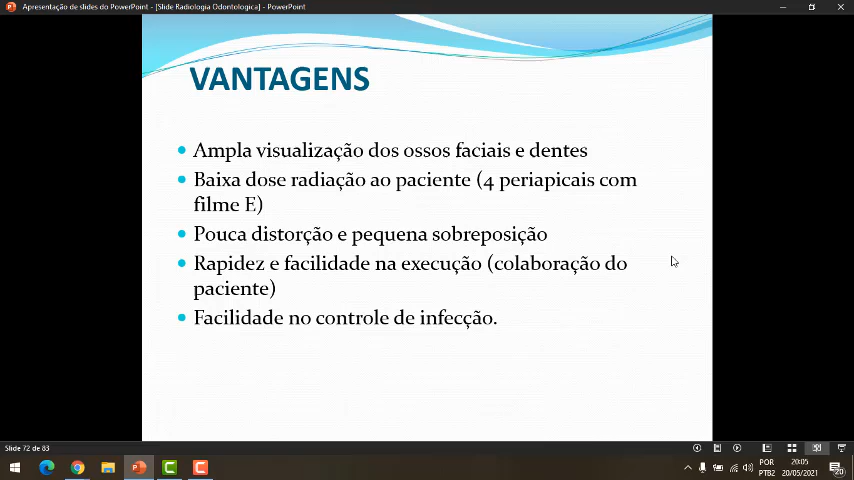 Apresentação de slides do PowerPoint - [Slide Radiologia Odontologica] - PowerPoint
VANTAGENS
Ampla visualização dos ossos faciais e dentes
Baixa dose radiação ao paciente (4 periapicais com
filme E)
Pouca distorção e pequena sobreposição
Rapidez e facilidade na execução (colaboração do
paciente)
Facilidade no controle de infecção.
Slide 72 de 83
POR
PTB2
20:05
20/05/2021
20